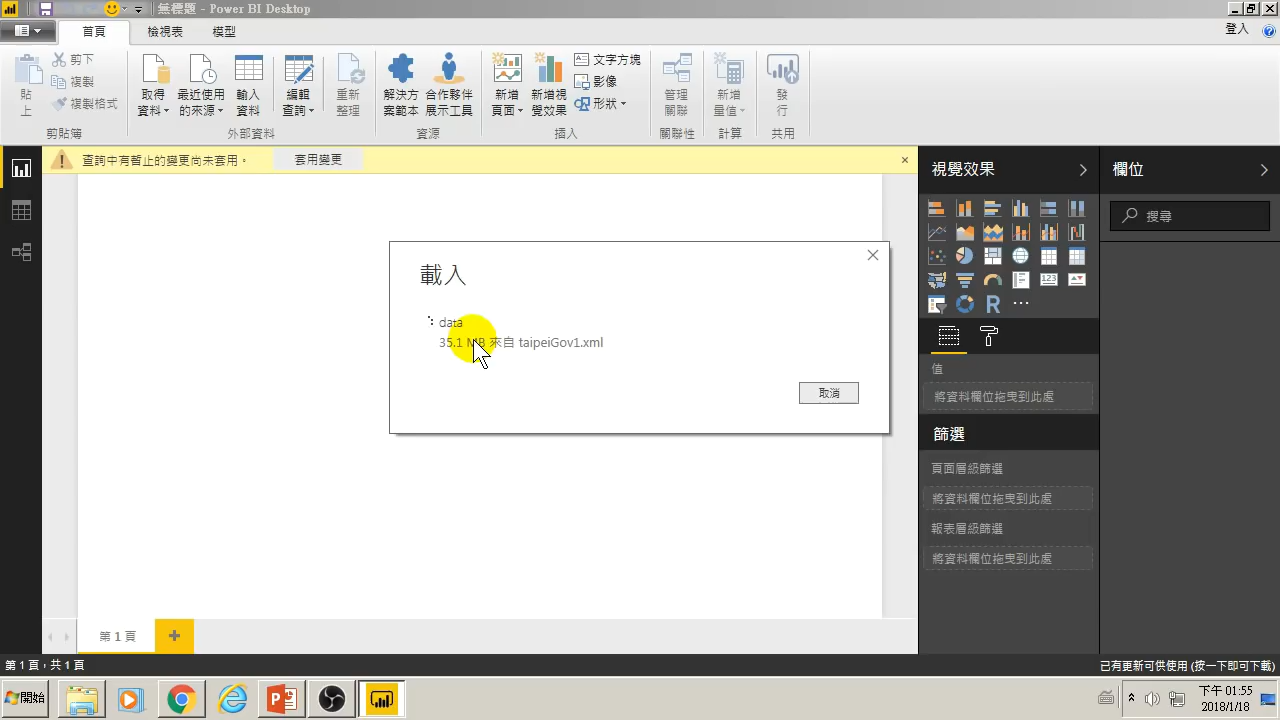 無標題 - Power BI Desktop
首頁 檢視表 模型
登入
貼上
剪下
複製
複製格式
剪貼簿
取得資料
最近使用的來源
輸入資料
編輯查詢
重新整理
外部資料
解決方案範本
合作夥伴展示工具
資源
新增頁面
新增視覺效果
文字方塊
影像
形狀
插入
管理關聯
關聯性
新增量值
計算
發行
共用
查詢中有暫止的變更尚未套用。 套用變更
視覺效果
欄位
搜尋
載入
data
35.1 MB 來自 taipeiGov1.xml
取消
R
123
值
將資料欄位拖曳到此處
篩選
頁面層級篩選
將資料欄位拖曳到此處
報表層級篩選
將資料欄位拖曳到此處
第 1 頁
第 1 頁，共 1 頁
已有更新可供使用 (按一下即可下載)
開始
下午 01:55
2018/1/18